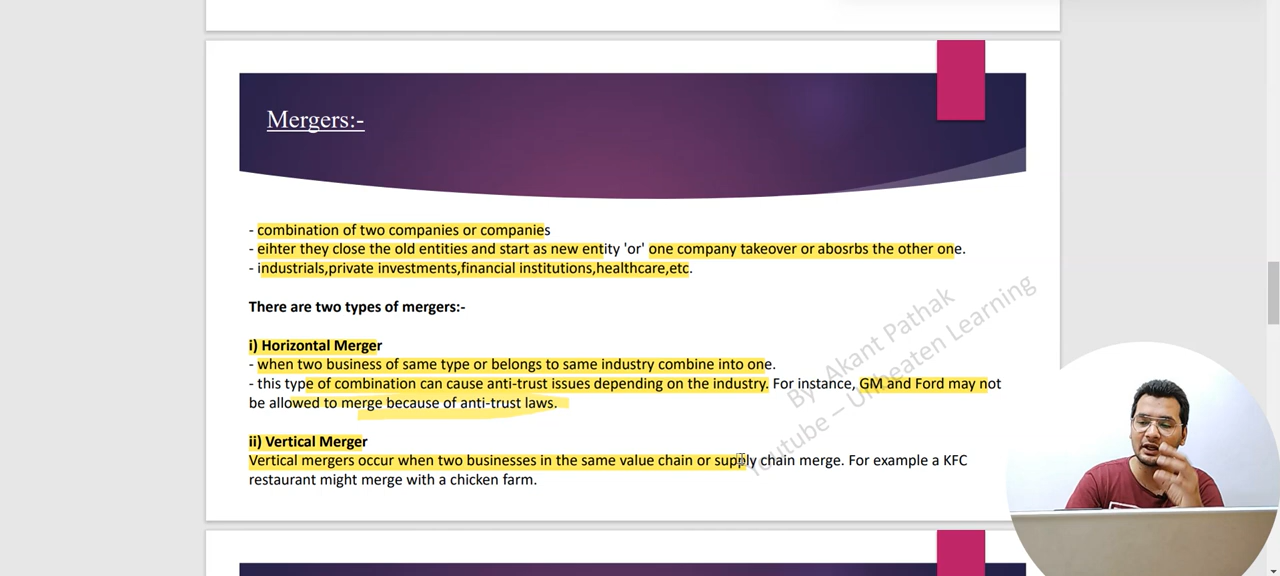 Mergers:-
- combination of two companies or companies
- eihter they close the old entities and start as new entity 'or' one company takeover or abosrbs the other one.
- industrials,private investments,financial institutions,healthcare,etc.
There are two types of mergers:-
i) Horizontal Merger
- when two business of same type or belongs to same industry combine into one.
- this type of combination can cause anti-trust issues depending on the industry. For instance, GM and Ford may not
be allowed to merge because of anti-trust laws.
ii) Vertical Merger
Vertical mergers occur when two businesses in the same value chain or supply chain merge. For example a KFC
restaurant might merge with a chicken farm.
By- Akant Pathak
Youtube – Unbeaten Learning